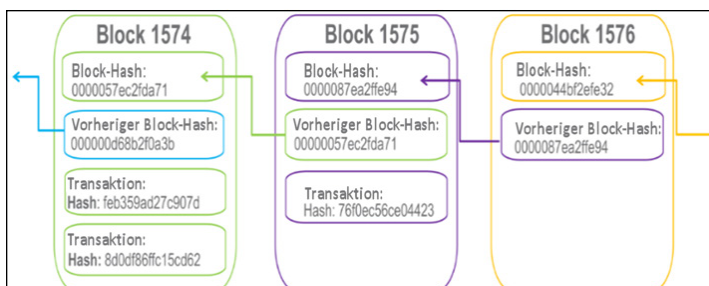 Block 1574
Block-Hash:
0000057ec2fda71
Vorheriger Block-Hash:
000000d68b2f0a3b
Transaktion:
Hash: feb359ad27c907d
Transaktion:
Hash: 8d0df86ffc15cd62
Block 1575
Block-Hash:
0000087ea2ffe94
Vorheriger Block-Hash:
00000057ec2fda71
Transaktion:
Hash: 76f0ec56ce04423
Block 1576
Block-Hash:
0000044bf2efe32
Vorheriger Block-Hash:
0000087ea2ffe94